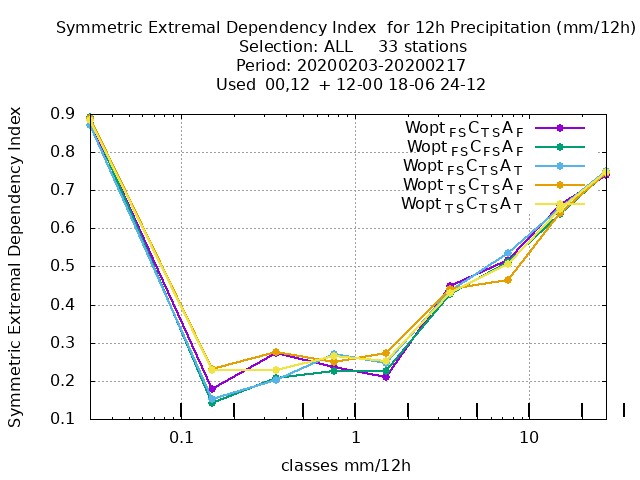 Symmetric Extremal Dependency Index  for 12h Precipitation (mm/12h)
Selection: ALL     33 stations
Period: 20200203-20200217
Used  00,12  + 12-00 18-06 24-12
Wopt FS C TS A F
Wopt FS C FS A F
Wopt FS C TS A T
Wopt TS C TS A F
Wopt TS C TS A T
Symmetric Extremal Dependency Index
0.9
0.8
0.7
0.6
0.5
0.4
0.3
0.2
0.1
0.1 1 10
classes mm/12h